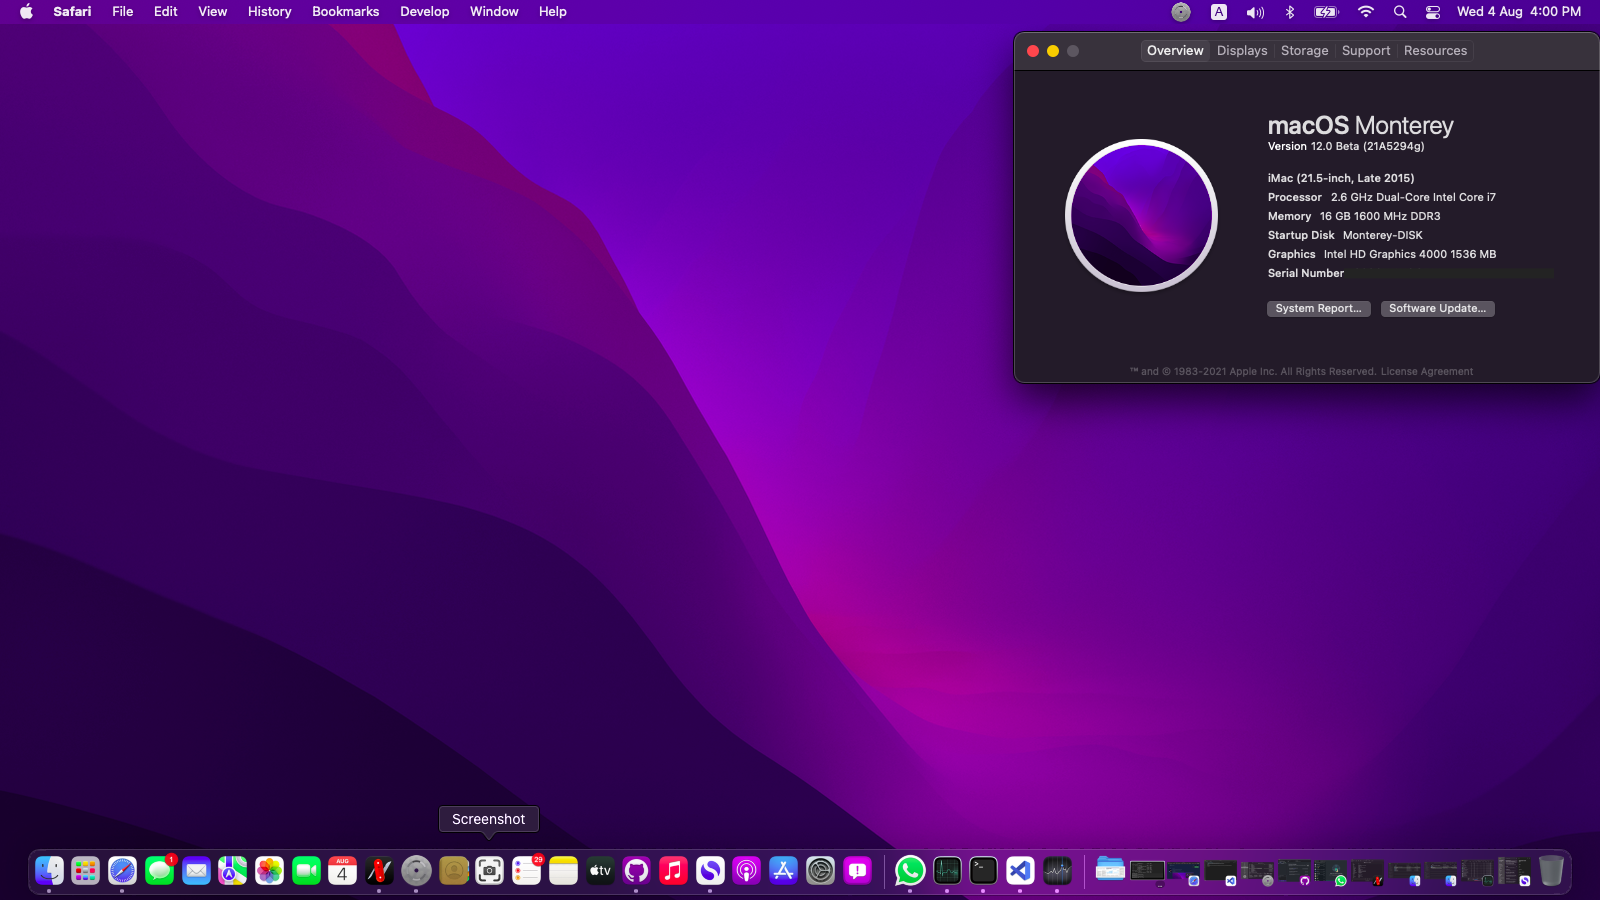 Safari File Edit View History Bookmarks Develop Window Help
A
Wed 4 Aug 4:00 PM
Overview Displays Storage Support Resources
macOS Monterey
Version 12.0 Beta (21A5294g)
iMac (21.5-inch, Late 2015)
Processor 2.6 GHz Dual-Core Intel Core i7
Memory 16 GB 1600 MHz DDR3
Startup Disk Monterey-DISK
Graphics Intel HD Graphics 4000 1536 MB
Serial Number
System Report...
Software Update...
™ and © 1983-2021 Apple Inc. All Rights Reserved. License Agreement
Screenshot
1
AUG
4
29
tv
>_